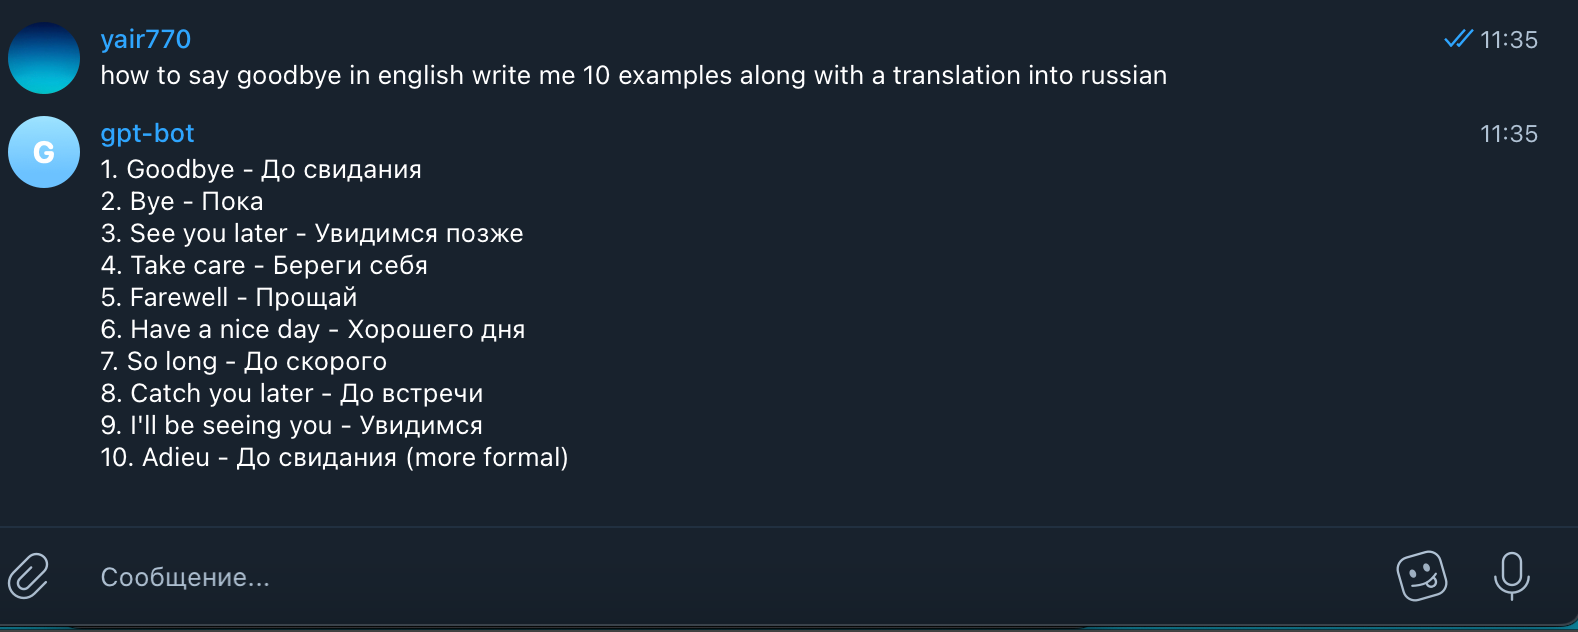 yair770
11:35
how to say goodbye in english write me 10 examples along with a translation into russian
G
gpt-bot
11:35
1. Goodbye - До свидания
2. Bye - Пока
3. See you later - Увидимся позже
4. Take care - Береги себя
5. Farewell - Прощай
6. Have a nice day - Хорошего дня
7. So long - До скорого
8. Catch you later - До встречи
9. I'll be seeing you - Увидимся
10. Adieu - До свидания (more formal)
Сообщение...